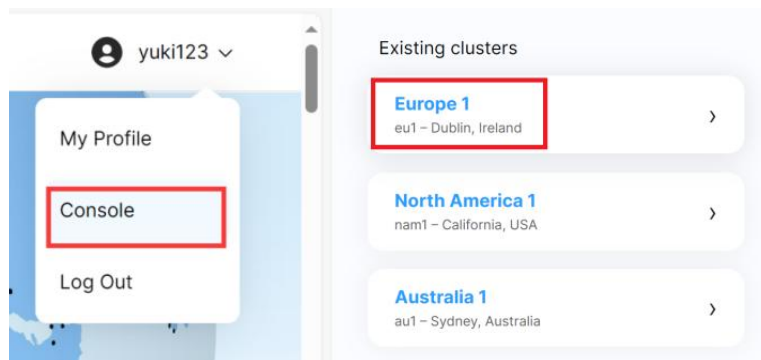 yuki123
My Profile
Console
Log Out
Existing clusters
Europe 1
eu1 – Dublin, Ireland
North America 1
nam1 – California, USA
Australia 1
au1 – Sydney, Australia